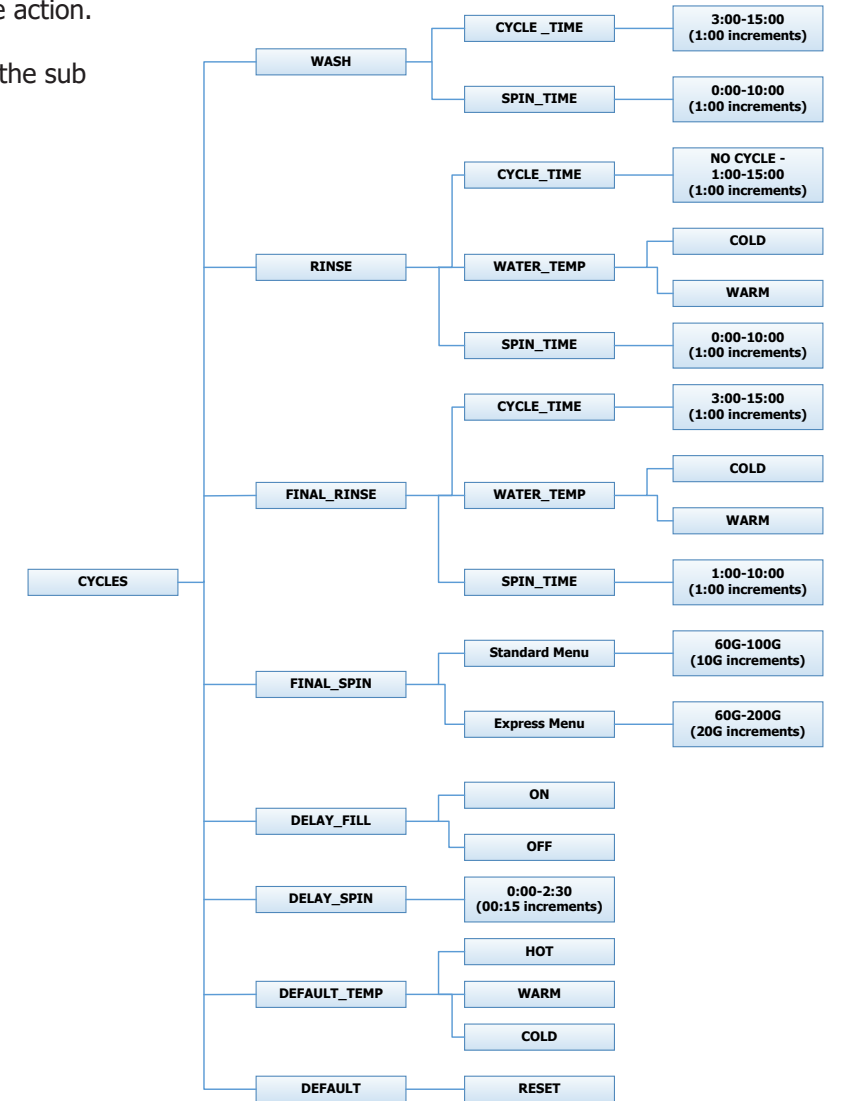 e action.
the sub
CYCLES
WASH
CYCLE _TIME
3:00-15:00
(1:00 increments)
SPIN_TIME
0:00-10:00
(1:00 increments)
RINSE
CYCLE_TIME
NO CYCLE -
1:00-15:00
(1:00 increments)
WATER_TEMP
COLD
WARM
SPIN_TIME
0:00-10:00
(1:00 increments)
FINAL_RINSE
CYCLE_TIME
3:00-15:00
(1:00 increments)
WATER_TEMP
COLD
WARM
SPIN_TIME
1:00-10:00
(1:00 increments)
FINAL_SPIN
Standard Menu
60G-100G
(10G increments)
Express Menu
60G-200G
(20G increments)
DELAY_FILL
ON
OFF
DELAY_SPIN
0:00-2:30
(00:15 increments)
DEFAULT_TEMP
HOT
WARM
COLD
DEFAULT
RESET